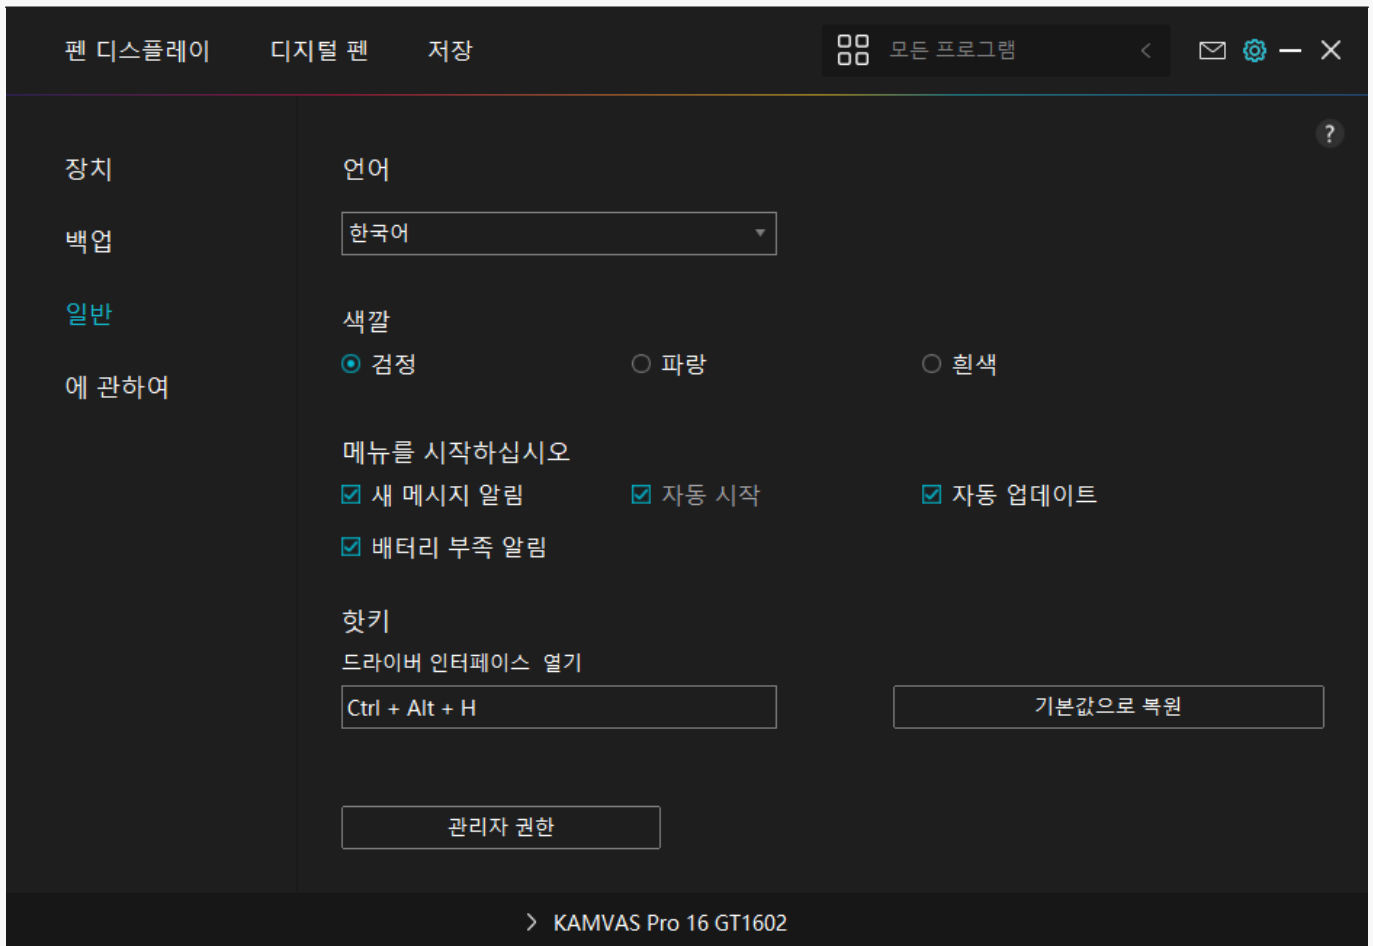 펜 디스플레이 디지털 펜 저장 모든 프로그램
?
장치
백업
일반
에 관하여
언어
한국어
색깔
검정 파랑 흰색
메뉴를 시작하십시오
새 메시지 알림 자동 시작 자동 업데이트
배터리 부족 알림
핫키
드라이버 인터페이스 열기
Ctrl + Alt + H 기본값으로 복원
관리자 권한
KAMVAS Pro 16 GT1602